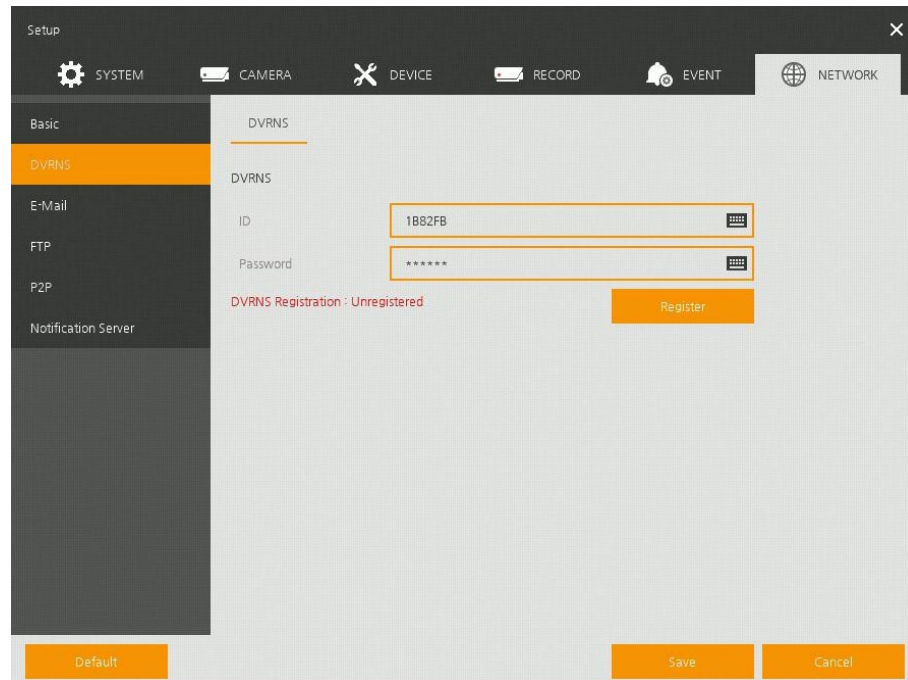 Setup
SYSTEM CAMERA DEVICE RECORD EVENT NETWORK
Basic
DVRNS
E-Mail
FTP
P2P
Notification Server
DVRNS
DVRNS
ID 1B82FB
Password ******
DVRNS Registration : Unregistered Register
Default Save Cancel